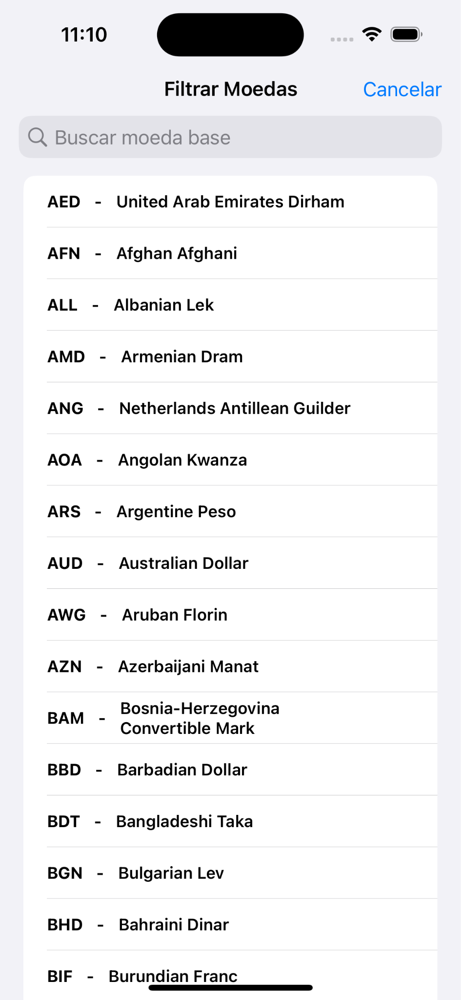 11:10
Filtrar Moedas
Cancelar
Buscar moeda base
AED - United Arab Emirates Dirham
AFN - Afghan Afghani
ALL - Albanian Lek
AMD - Armenian Dram
ANG - Netherlands Antillean Guilder
AOA - Angolan Kwanza
ARS - Argentine Peso
AUD - Australian Dollar
AWG - Aruban Florin
AZN - Azerbaijani Manat
BAM - Bosnia-Herzegovina
Convertible Mark
BBD - Barbadian Dollar
BDT - Bangladeshi Taka
BGN - Bulgarian Lev
BHD - Bahraini Dinar
BIF - Burundian Franc